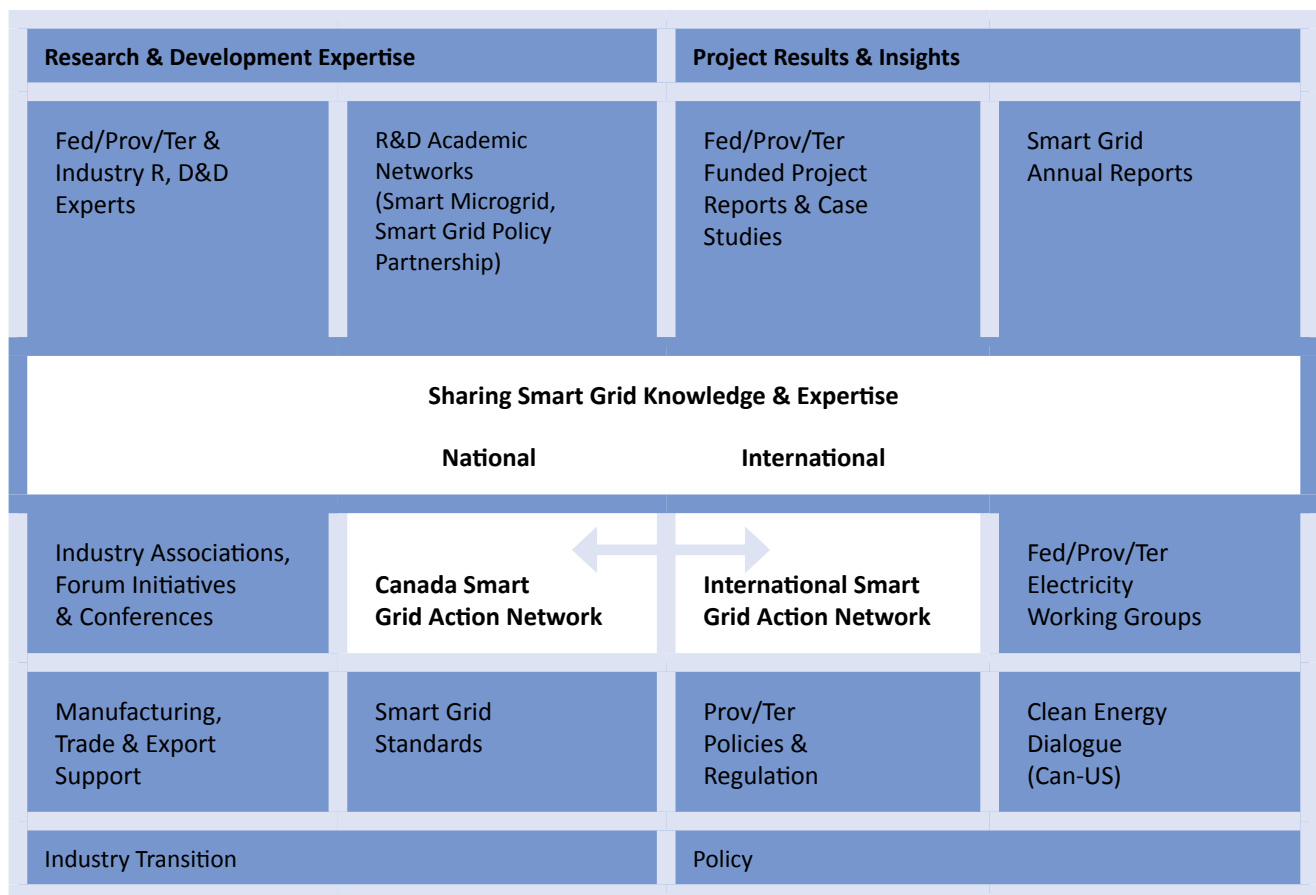 Research & Development Expertise
Project Results & Insights
Fed/Prov/Ter &
Industry R, D&D
Experts
R&D Academic
Networks
(Smart Microgrid,
Smart Grid Policy
Partnership)
Fed/Prov/Ter
Funded Project
Reports & Case
Studies
Smart Grid
Annual Reports
Sharing Smart Grid Knowledge & Expertise
National
International
Industry Associations,
Forum Initiatives
& Conferences
Canada Smart
Grid Action Network
International Smart
Grid Action Network
Fed/Prov/Ter
Electricity
Working Groups
Manufacturing,
Trade & Export
Support
Smart Grid
Standards
Prov/Ter
Policies &
Regulation
Clean Energy
Dialogue
(Can-US)
Industry Transition
Policy